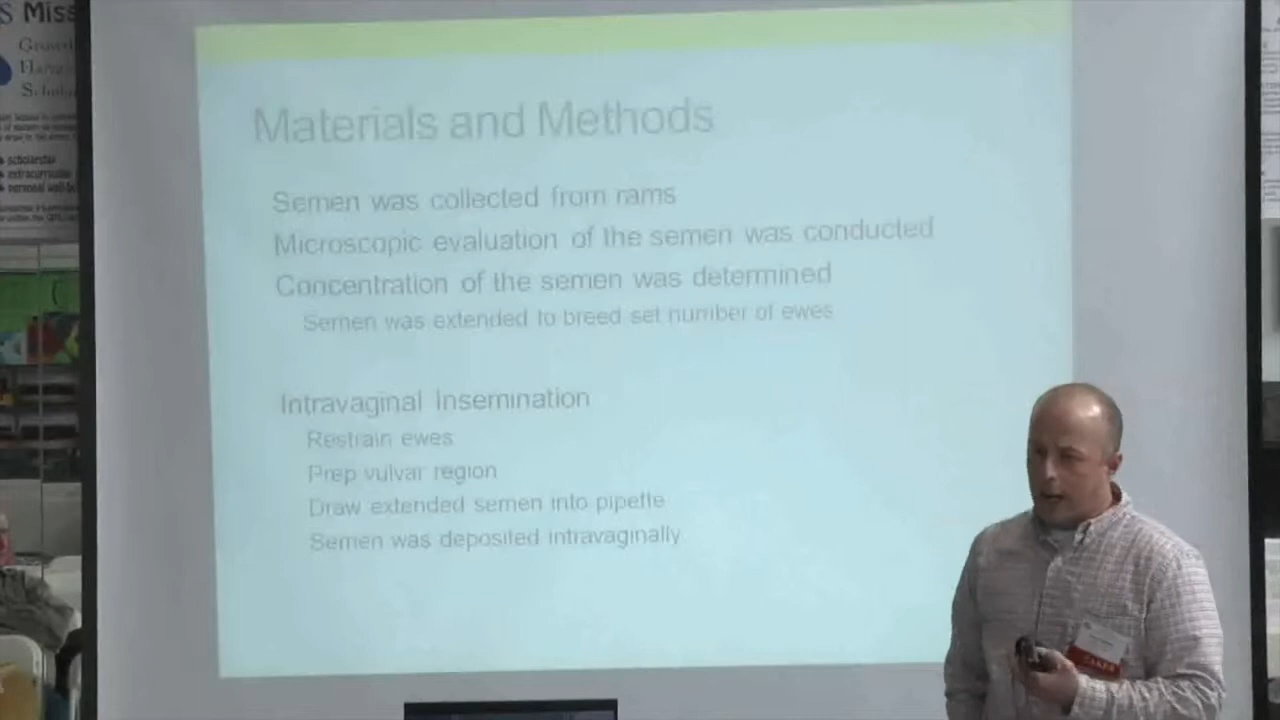 S Miss
Materials and Methods
Semen was collected from rams
Microscopic evaluation of the semen was conducted
Concentration of the semen was determined
Semen was extended to breed set number of ewes
Intravaginal Insemination
Restrain ewes
Prep vulvar region
Draw extended semen into pipette
Semen was deposited intravaginally
scholarship